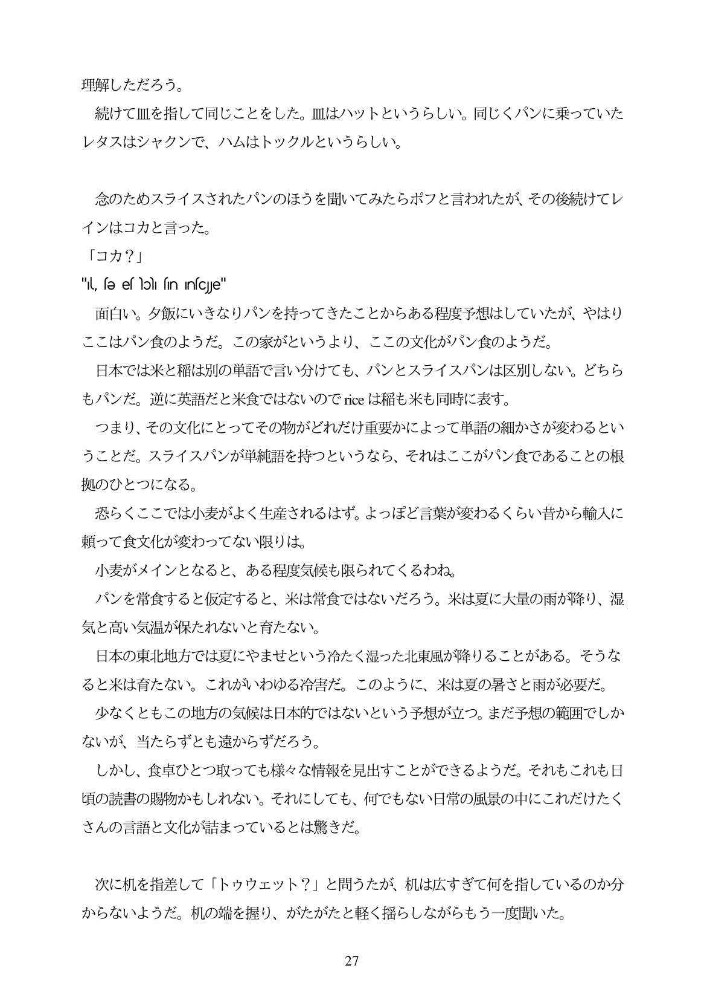 理解しただろう。
続けて皿を指して同じことをした。皿はハットというらしい。同じくパンに乗っていた
レタスはシャクンで、ハムはトックルというらしい。
念のためスライスされたパンのほうを聞いてみたらポフと言われたが、その後続けてレ
インはコカと言った。
「コカ？」
面白い。夕飯にいきなりパンを持ってきたことからある程度予想はしていたが、やはり
ここはパン食のようだ。この家がというより、ここの文化がパン食のようだ。
日本では米と稲は別の単語で言い分けても、パンとスライスパンは区別しない。どちら
もパンだ。逆に英語だと米食ではないので rice は稲も米も同時に表す。
つまり、その文化にとってその物がどれだけ重要かによって単語の細かさが変わるとい
うことだ。スライスパンが単純語を持つというなら、それはここがパン食であることの根
拠のひとつになる。
恐らくここでは小麦がよく生産されるはず。よっぽど言葉が変わるくらい昔から輸入に
頼って食文化が変わってない限りは。
小麦がメインとなると、ある程度気候も限られてくるわね。
パンを常食すると仮定すると、米は常食ではないだろう。米は夏に大量の雨が降り、湿
気と高い気温が保たれないと育たない。
日本の東北地方では夏にやませという冷たく湿った北東風が降りることがある。そうな
ると米は育たない。これがいわゆる冷害だ。このように、米は夏の暑さと雨が必要だ。
少なくともこの地方の気候は日本的ではないという予想が立つ。まだ予想の範囲でしか
ないが、当たらずとも遠からずだろう。
しかし、食卓ひとつ取っても様々な情報を見出すことができるようだ。それもこれも日
頃の読書の賜物かもしれない。それにしても、何でもない日常の風景の中にこれだけたく
さんの言語と文化が詰まっているとは驚きだ。
次に机を指差して「トゥウェット？」と問うたが、机は広すぎて何を指しているのか分
からないようだ。机の端を握り、がたがたと軽く揺らしながらもう一度聞いた。
27